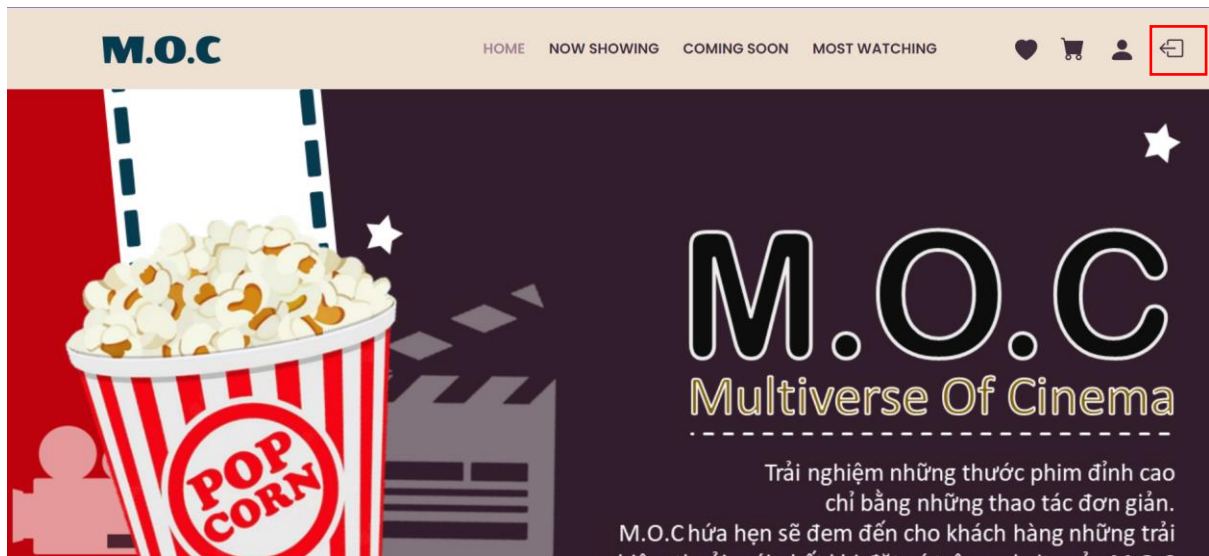 M.O.C
HOME NOW SHOWING COMING SOON MOST WATCHING
M.O.C
Multiverse Of Cinema
POP
CORN
Trải nghiệm những thước phim đỉnh cao
chỉ bằng những thao tác đơn giản.
M.O.C hứa hẹn sẽ đem đến cho khách hàng những trải